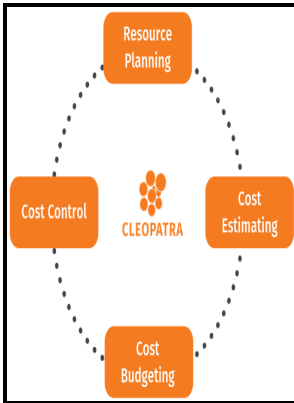 Resource
Planning
Cost
Estimating
Cost
Budgeting
Cost Control
CLEOPATRA